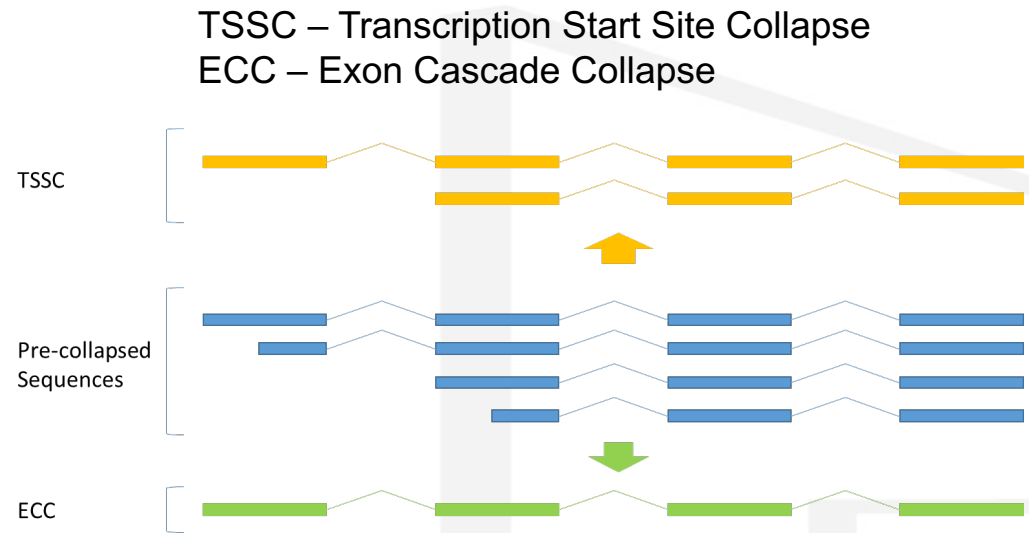 TSSC – Transcription Start Site Collapse
ECC – Exon Cascade Collapse
TSSC
Pre-collapsed
Sequences
ECC